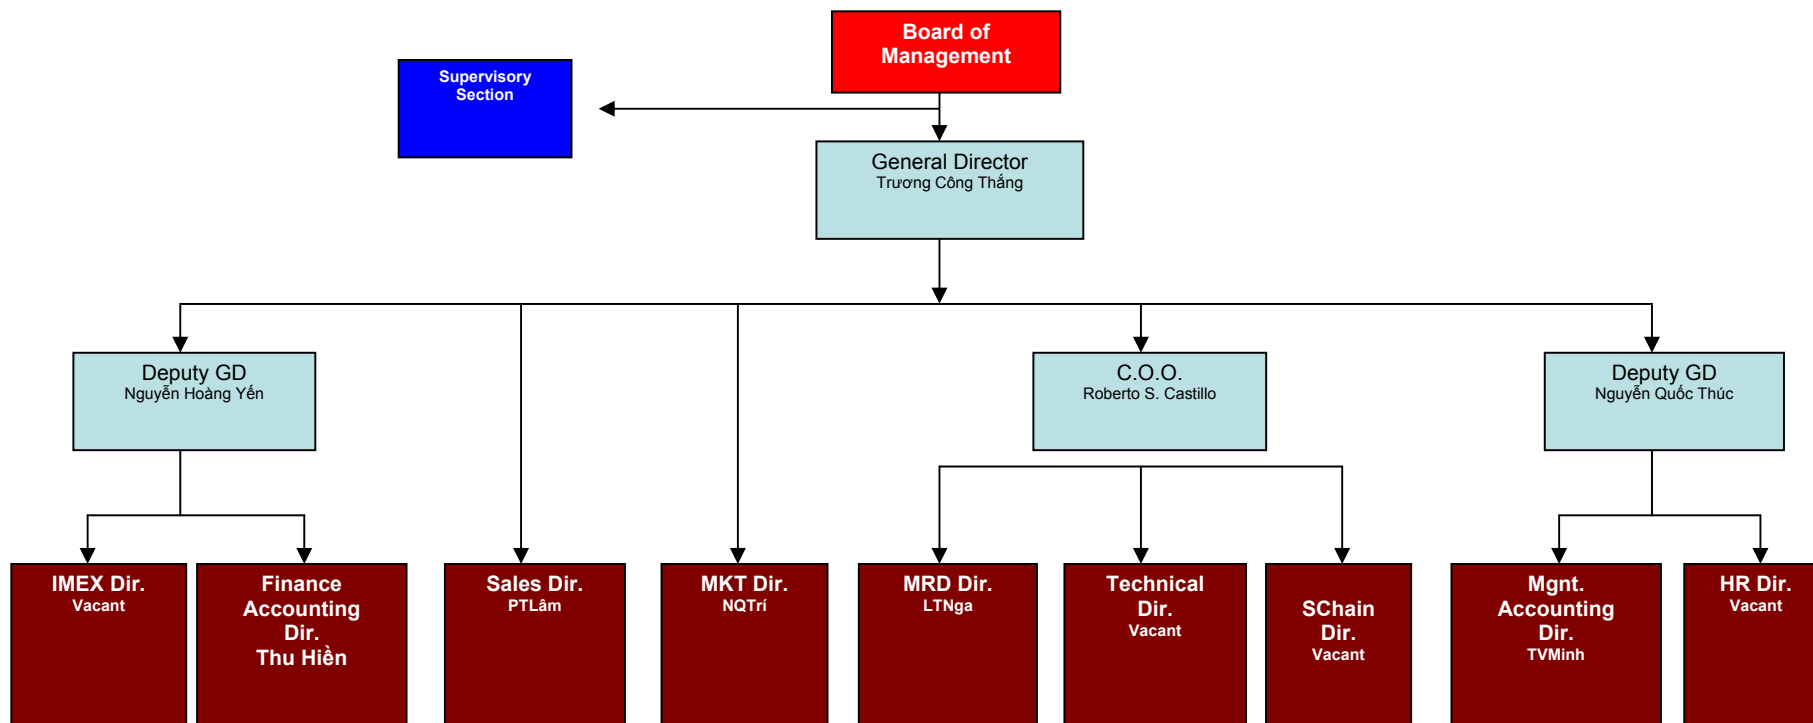 Board of
Management
Supervisory
Section
General Director
Trương Công Thắng
Deputy GD
Nguyễn Hoàng Yến
C.O.O.
Roberto S. Castillo
Deputy GD
Nguyễn Quốc Thúc
IMEX Dir.
Vacant
Finance
Accounting
Dir.
Thu Hiền
Sales Dir.
PTLâm
MKT Dir.
NQTrí
MRD Dir.
LTNga
Technical
Dir.
Vacant
SChain
Dir.
Vacant
Mgnt.
Accounting
Dir.
TVMinh
HR Dir.
Vacant